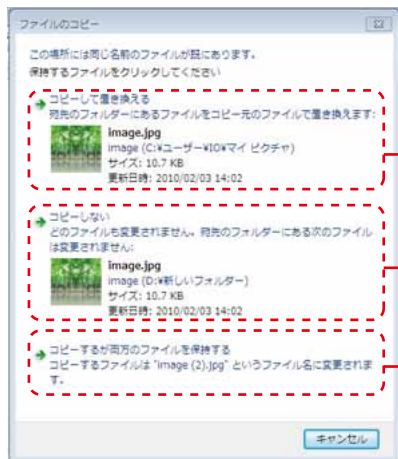 ファイルのコピー
この場所には同じ名前のファイルが既にあります。
保持するファイルをクリックしてください
コピーして置き換える
宛先のフォルダーにあるファイルをコピー元のファイルで置き換えます:
image.jpg
image (C:¥ユーザー¥IO¥マイ ピクチャ)
サイズ: 10.7 KB
更新日時: 2010/02/03 14:02
コピーしない
どのファイルも変更されません。宛先のフォルダーにある次のファイル
は変更されません:
image.jpg
image (D:¥新しいフォルダー)
サイズ: 10.7 KB
更新日時: 2010/02/03 14:02
コピーするが両方のファイルを保持する
コピーするファイルは "image (2).jpg" というファイル名に変更されま
す。
キャンセル